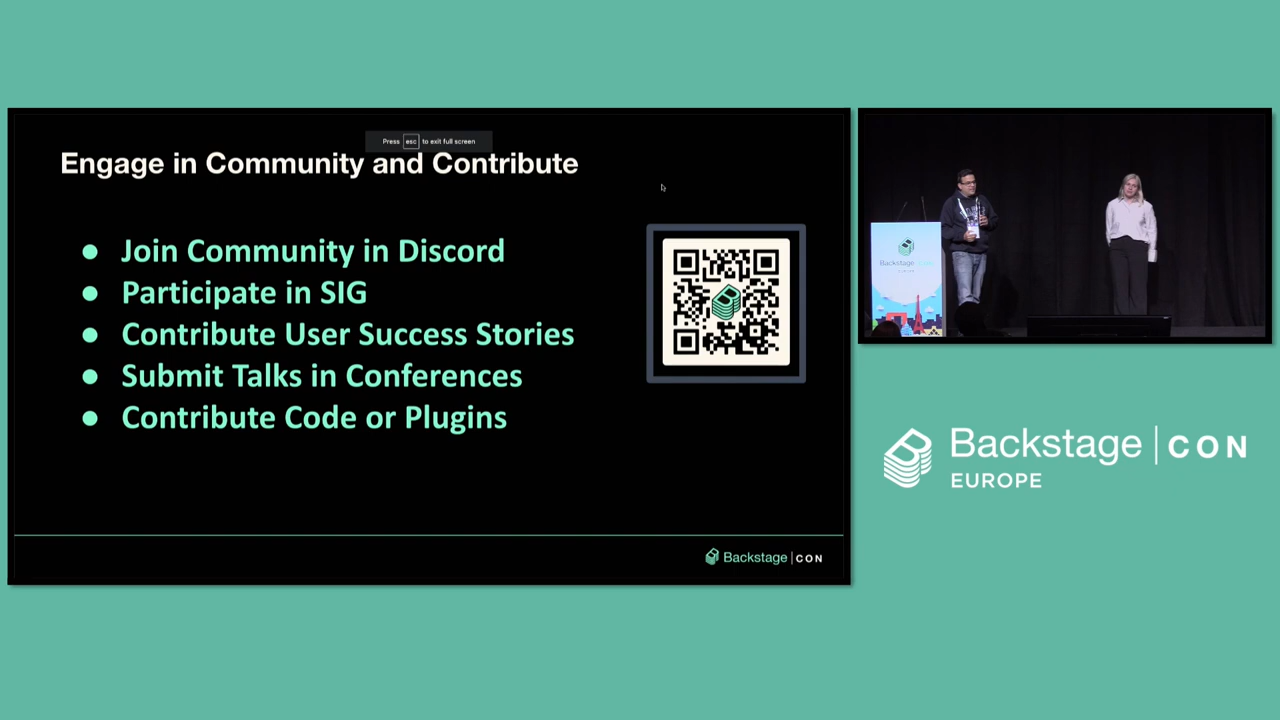 Press esc to exit full screen
Engage in Community and Contribute
● Join Community in Discord
● Participate in SIG
● Contribute User Success Stories
● Submit Talks in Conferences
● Contribute Code or Plugins
Backstage | CON
Backstage
Backstage | CON
EUROPE